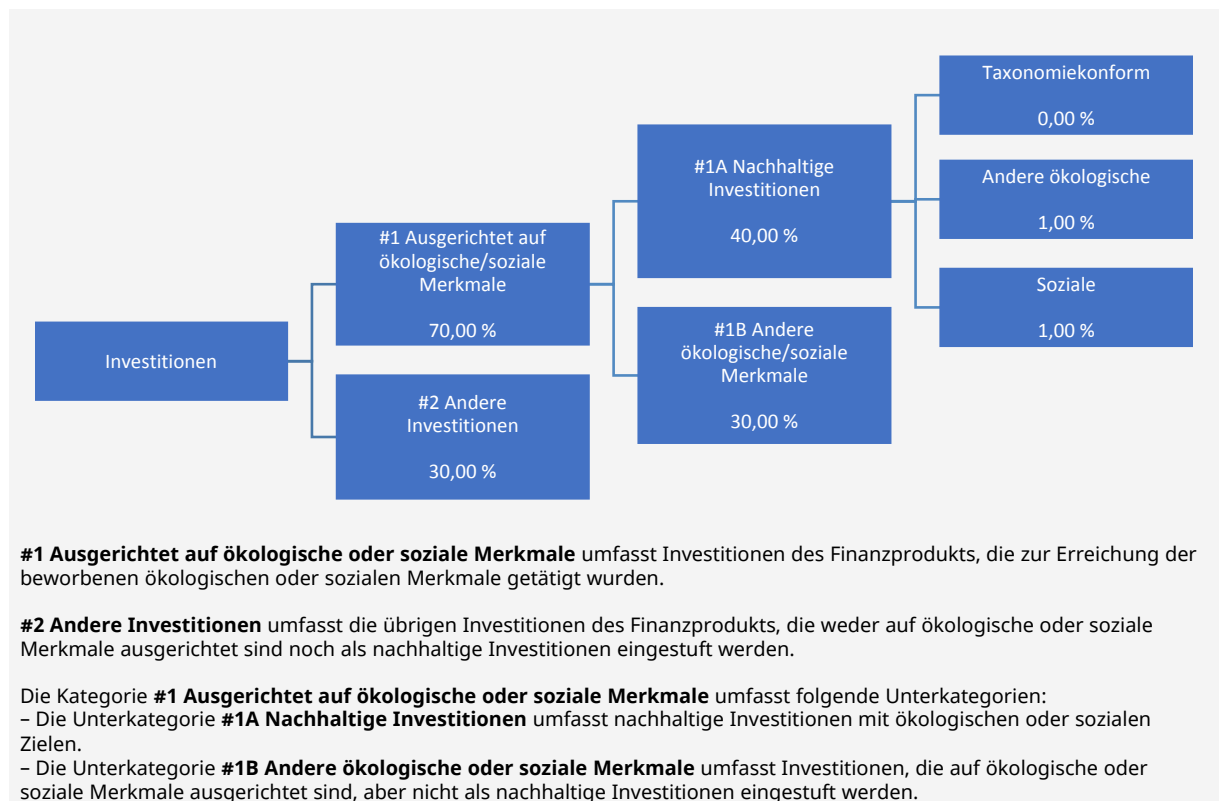 Investitionen
#1 Ausgerichtet auf
ökologische/soziale
Merkmale
70,00 %
#2 Andere
Investitionen
30,00 %
#1A Nachhaltige
Investitionen
40,00 %
#1B Andere
ökologische/soziale
Merkmale
30,00 %
Taxonomiekonform
0,00 %
Andere ökologische
1,00 %
Soziale
1,00 %
#1 Ausgerichtet auf ökologische oder soziale Merkmale umfasst Investitionen des Finanzprodukts, die zur Erreichung der
beworbenen ökologischen oder sozialen Merkmale getätigt wurden.
#2 Andere Investitionen umfasst die übrigen Investitionen des Finanzprodukts, die weder auf ökologische oder soziale
Merkmale ausgerichtet sind noch als nachhaltige Investitionen eingestuft werden.
Die Kategorie #1 Ausgerichtet auf ökologische oder soziale Merkmale umfasst folgende Unterkategorien:
– Die Unterkategorie #1A Nachhaltige Investitionen umfasst nachhaltige Investitionen mit ökologischen oder sozialen
Zielen.
– Die Unterkategorie #1B Andere ökologische oder soziale Merkmale umfasst Investitionen, die auf ökologische oder
soziale Merkmale ausgerichtet sind, aber nicht als nachhaltige Investitionen eingestuft werden.